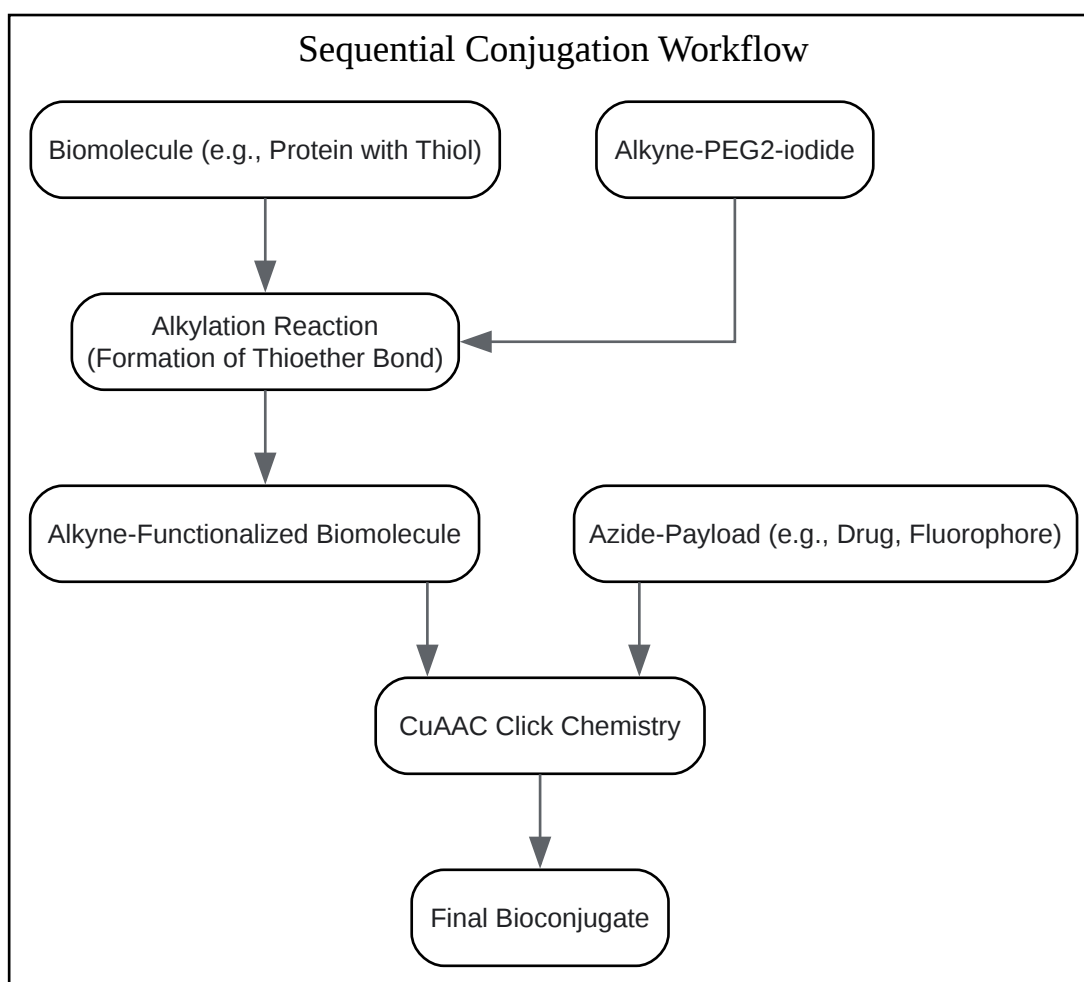 Sequential Conjugation Workflow
Biomolecule (e.g., Protein with Thiol)
Alkyne-PEG2-iodide
Alkylation Reaction
(Formation of Thioether Bond)
Alkyne-Functionalized Biomolecule
Azide-Payload (e.g., Drug, Fluorophore)
CuAAC Click Chemistry
Final Bioconjugate